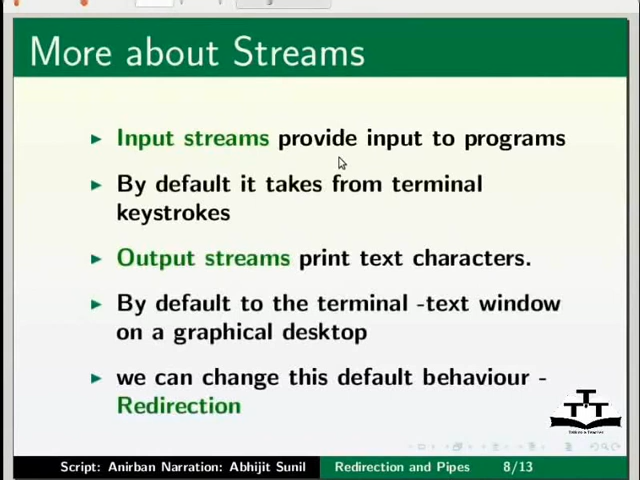 More about Streams
Input streams provide input to programs
By default it takes from terminal
keystrokes
Output streams print text characters.
By default to the terminal -text window
on a graphical desktop
we can change this default behaviour -
Redirection
Script: Anirban Narration: Abhijit Sunil Redirection and Pipes 8/13